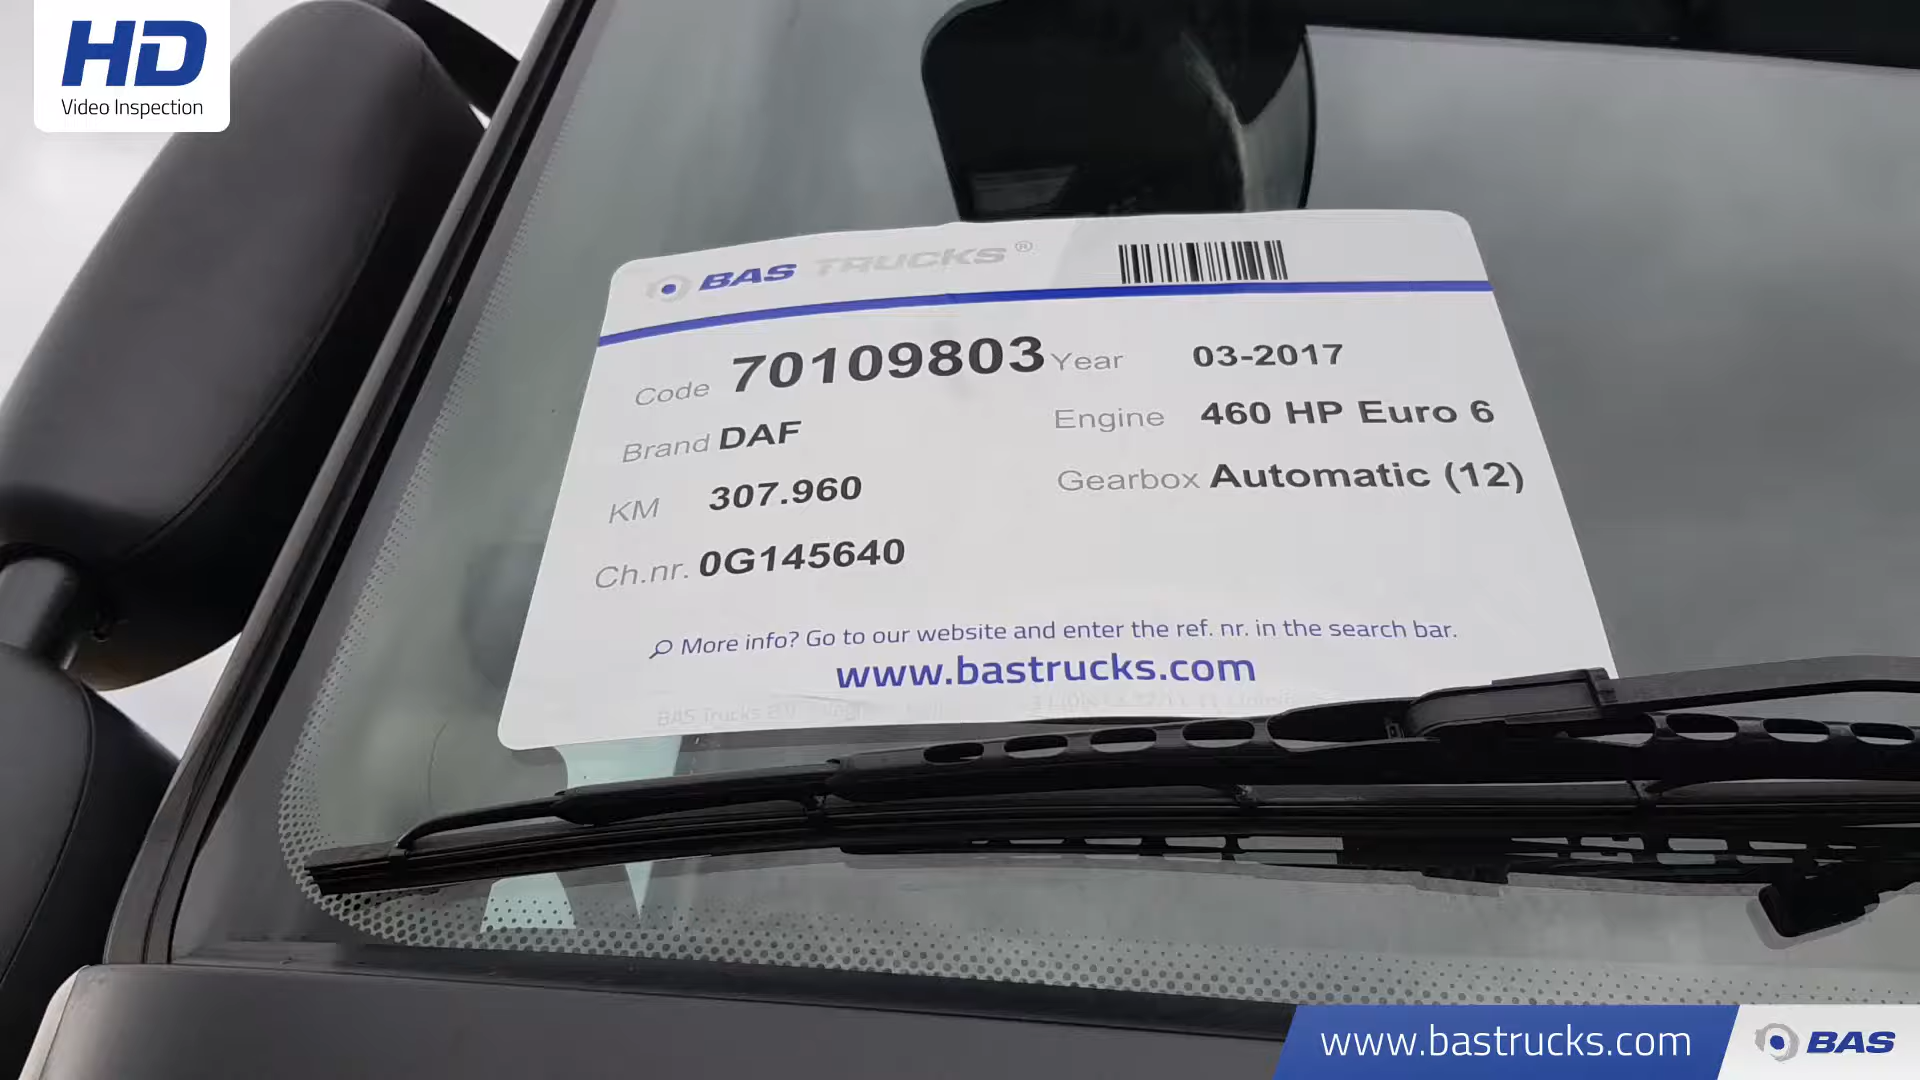 HD
Video Inspection
BAS TRUCKS®
Code 70109803
Year 03-2017
Brand DAF
Engine 460 HP Euro 6
KM 307.960
Gearbox Automatic (12)
Ch.nr. 0G145640
More info? Go to our website and enter the ref. nr. in the search bar.
www.bastrucks.com
BAS Trucks B.V.
www.bastrucks.com
BAS